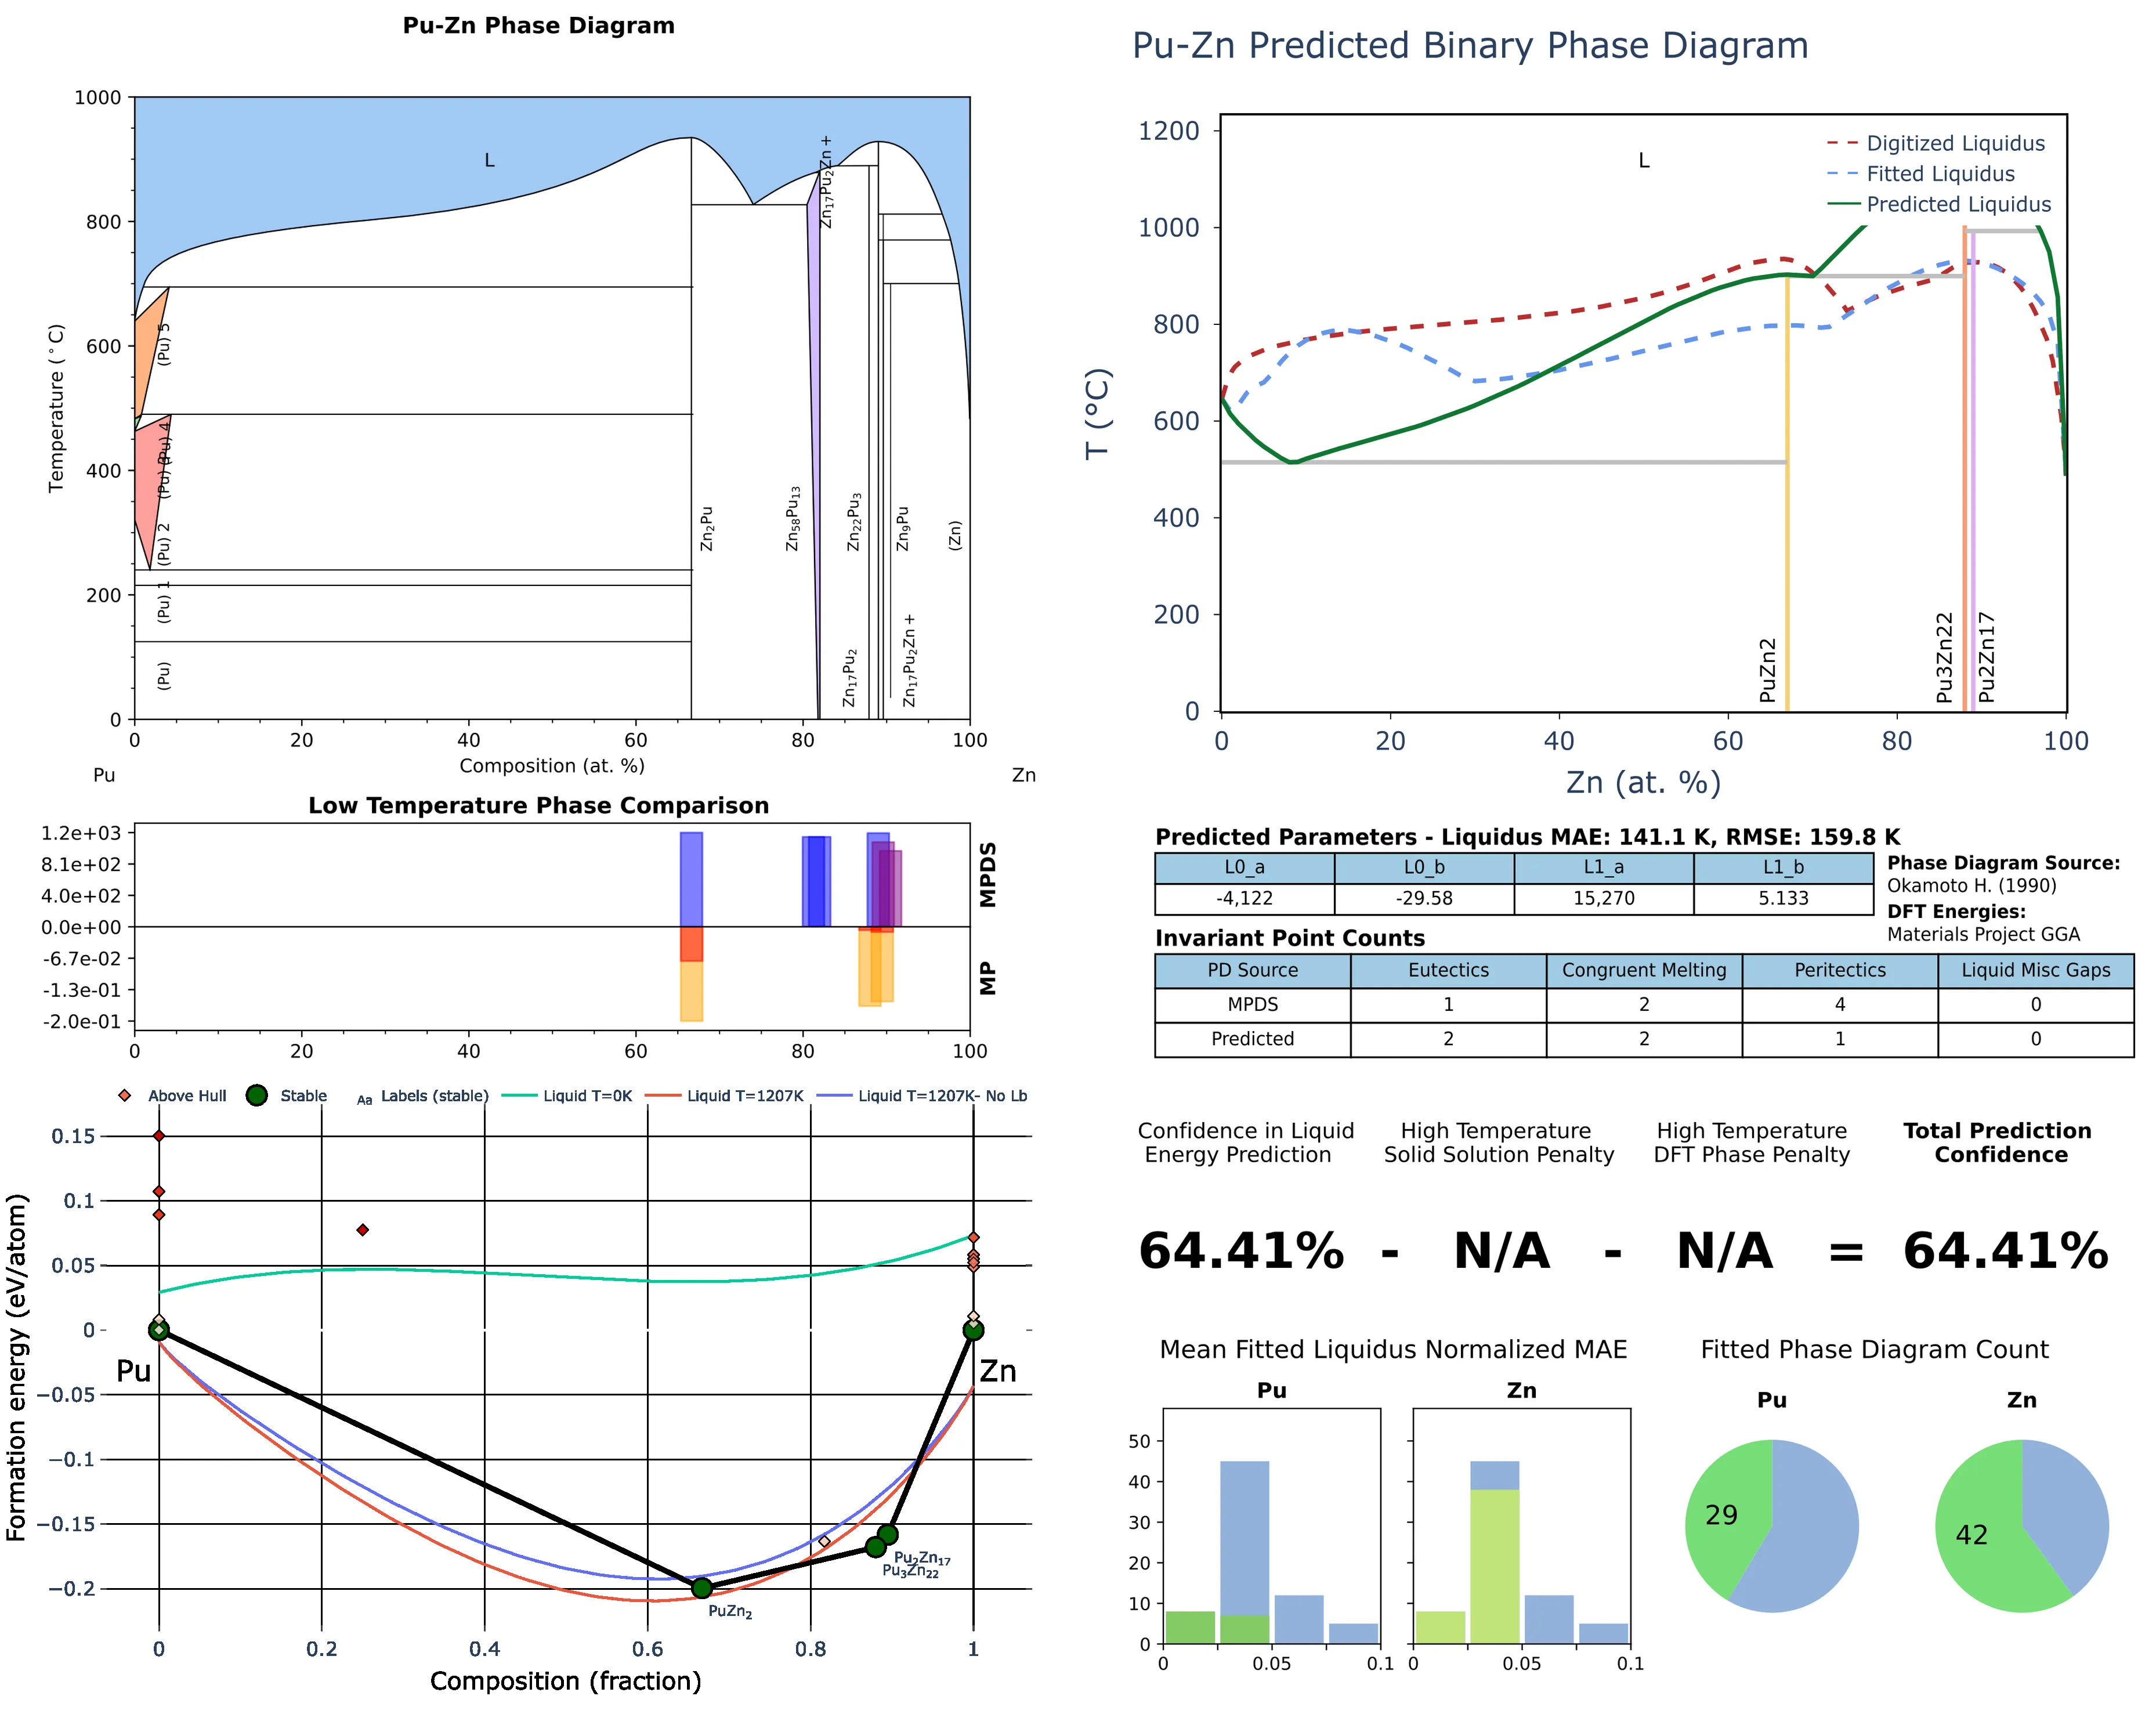 Pu-Zn Phase Diagram
1000
800
600
400
200
0
Temperature (°C)
L
(Pu) 5
(Pu) 4
(Pu) 2
(Pu) 1
(Pu)
Zn2Pu
Zn58Pu13
Zn17Pu2Zn+
Zn22Pu3
Zn17Pu2
Zn9Pu
Zn17Pu2Zn+
(Zn)
0 20 40 60 80 100
Composition (at. %)
Pu Zn
Low Temperature Phase Comparison
1.2e+03
8.1e+02
4.0e+02
0.0e+00
-6.7e-02
-1.3e-01
-2.0e-01
MPDS
MP
0 20 40 60 80 100
Above Hull Stable Aa Labels (stable) Liquid T=0K Liquid T=1207K Liquid T=1207K- No Lb
0.15
0.1
0.05
0
−0.05
−0.1
−0.15
−0.2
Formation energy (eV/atom)
Pu
Zn
Pu2Zn17
Pu3Zn22
PuZn2
0 0.2 0.4 0.6 0.8 1
Composition (fraction)
Pu-Zn Predicted Binary Phase Diagram
1200
1000
800
600
400
200
0
T (°C)
L
Digitized Liquidus
Fitted Liquidus
Predicted Liquidus
PuZn2
Pu3Zn22
Pu2Zn17
0 20 40 60 80 100
Zn (at. %)
Predicted Parameters - Liquidus MAE: 141.1 K, RMSE: 159.8 K
L0_a L0_b L1_a L1_b
-4,122 -29.58 15,270 5.133
Phase Diagram Source:
Okamoto H. (1990)
DFT Energies:
Materials Project GGA
Invariant Point Counts
PD Source Eutectics Congruent Melting Peritectics Liquid Misc Gaps
MPDS 1 2 4 0
Predicted 2 2 1 0
Confidence in Liquid
Energy Prediction
High Temperature
Solid Solution Penalty
High Temperature
DFT Phase Penalty
Total Prediction
Confidence
64.41% - N/A - N/A = 64.41%
Mean Fitted Liquidus Normalized MAE
Pu
Zn
50
40
30
20
10
0
0 0.05 0.1
0 0.05 0.1
Fitted Phase Diagram Count
Pu
29
Zn
42